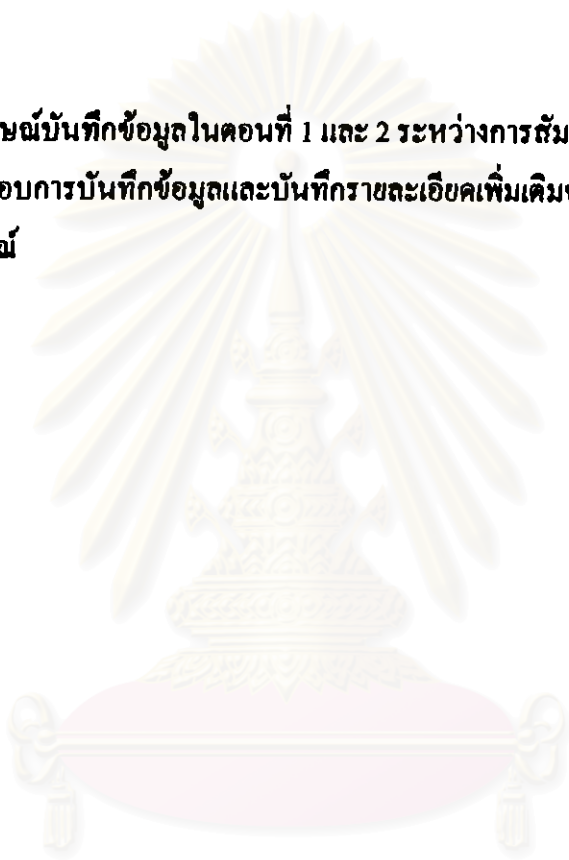 ษณ์บันทึกข้อมูลในตอนที่ 1 และ 2 ระหว่างการสัม
อบการบันทึกข้อมูลและบันทึกรายละเอียดเพิ่มเติม
ณ์